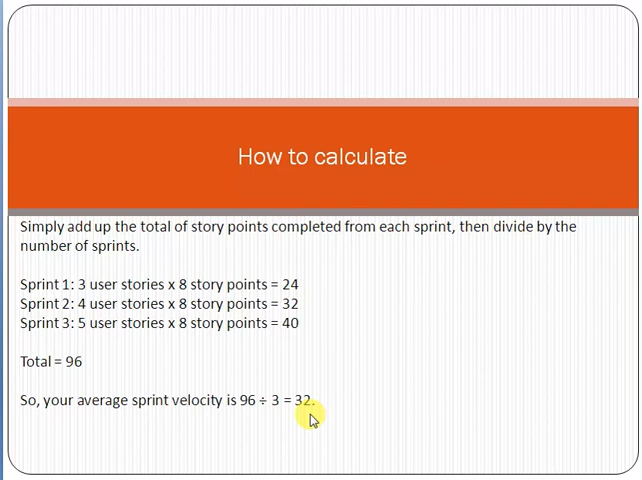 How to calculate
Simply add up the total of story points completed from each sprint, then divide by the
number of sprints.
Sprint 1: 3 user stories x 8 story points = 24
Sprint 2: 4 user stories x 8 story points = 32
Sprint 3: 5 user stories x 8 story points = 40
Total = 96
So, your average sprint velocity is 96 ÷ 3 = 32.